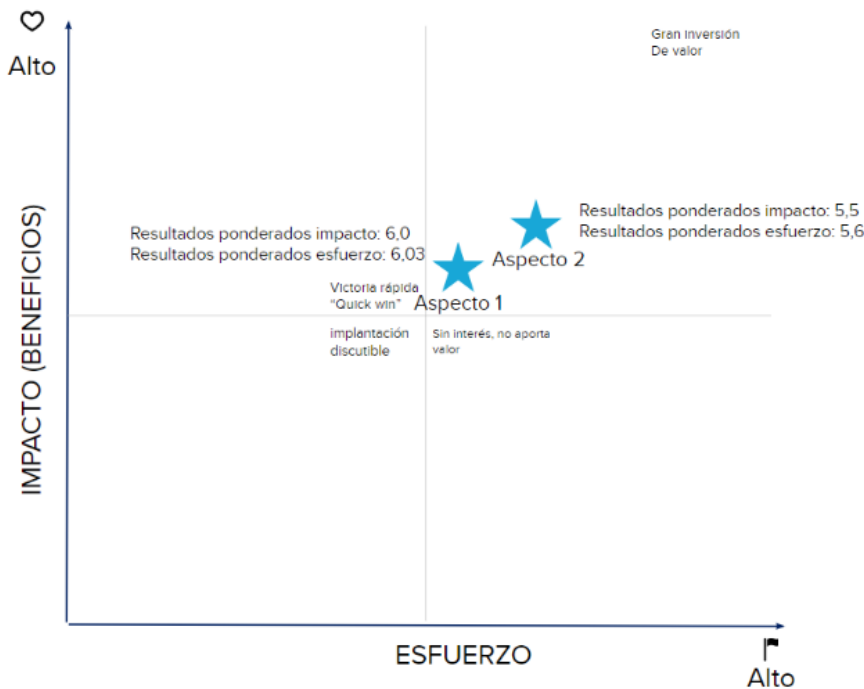 Gran inversión
De valor
Alto
IMPACTO (BENEFICIOS)
Resultados ponderados impacto: 6,0
Resultados ponderados esfuerzo: 6,03
Resultados ponderados impacto: 5,5
Resultados ponderados esfuerzo: 5,6
Aspecto 2
Victoria rápida
“Quick win”
Aspecto 1
implantación
discutible
Sin interés, no aporta
valor
ESFUERZO
Alto